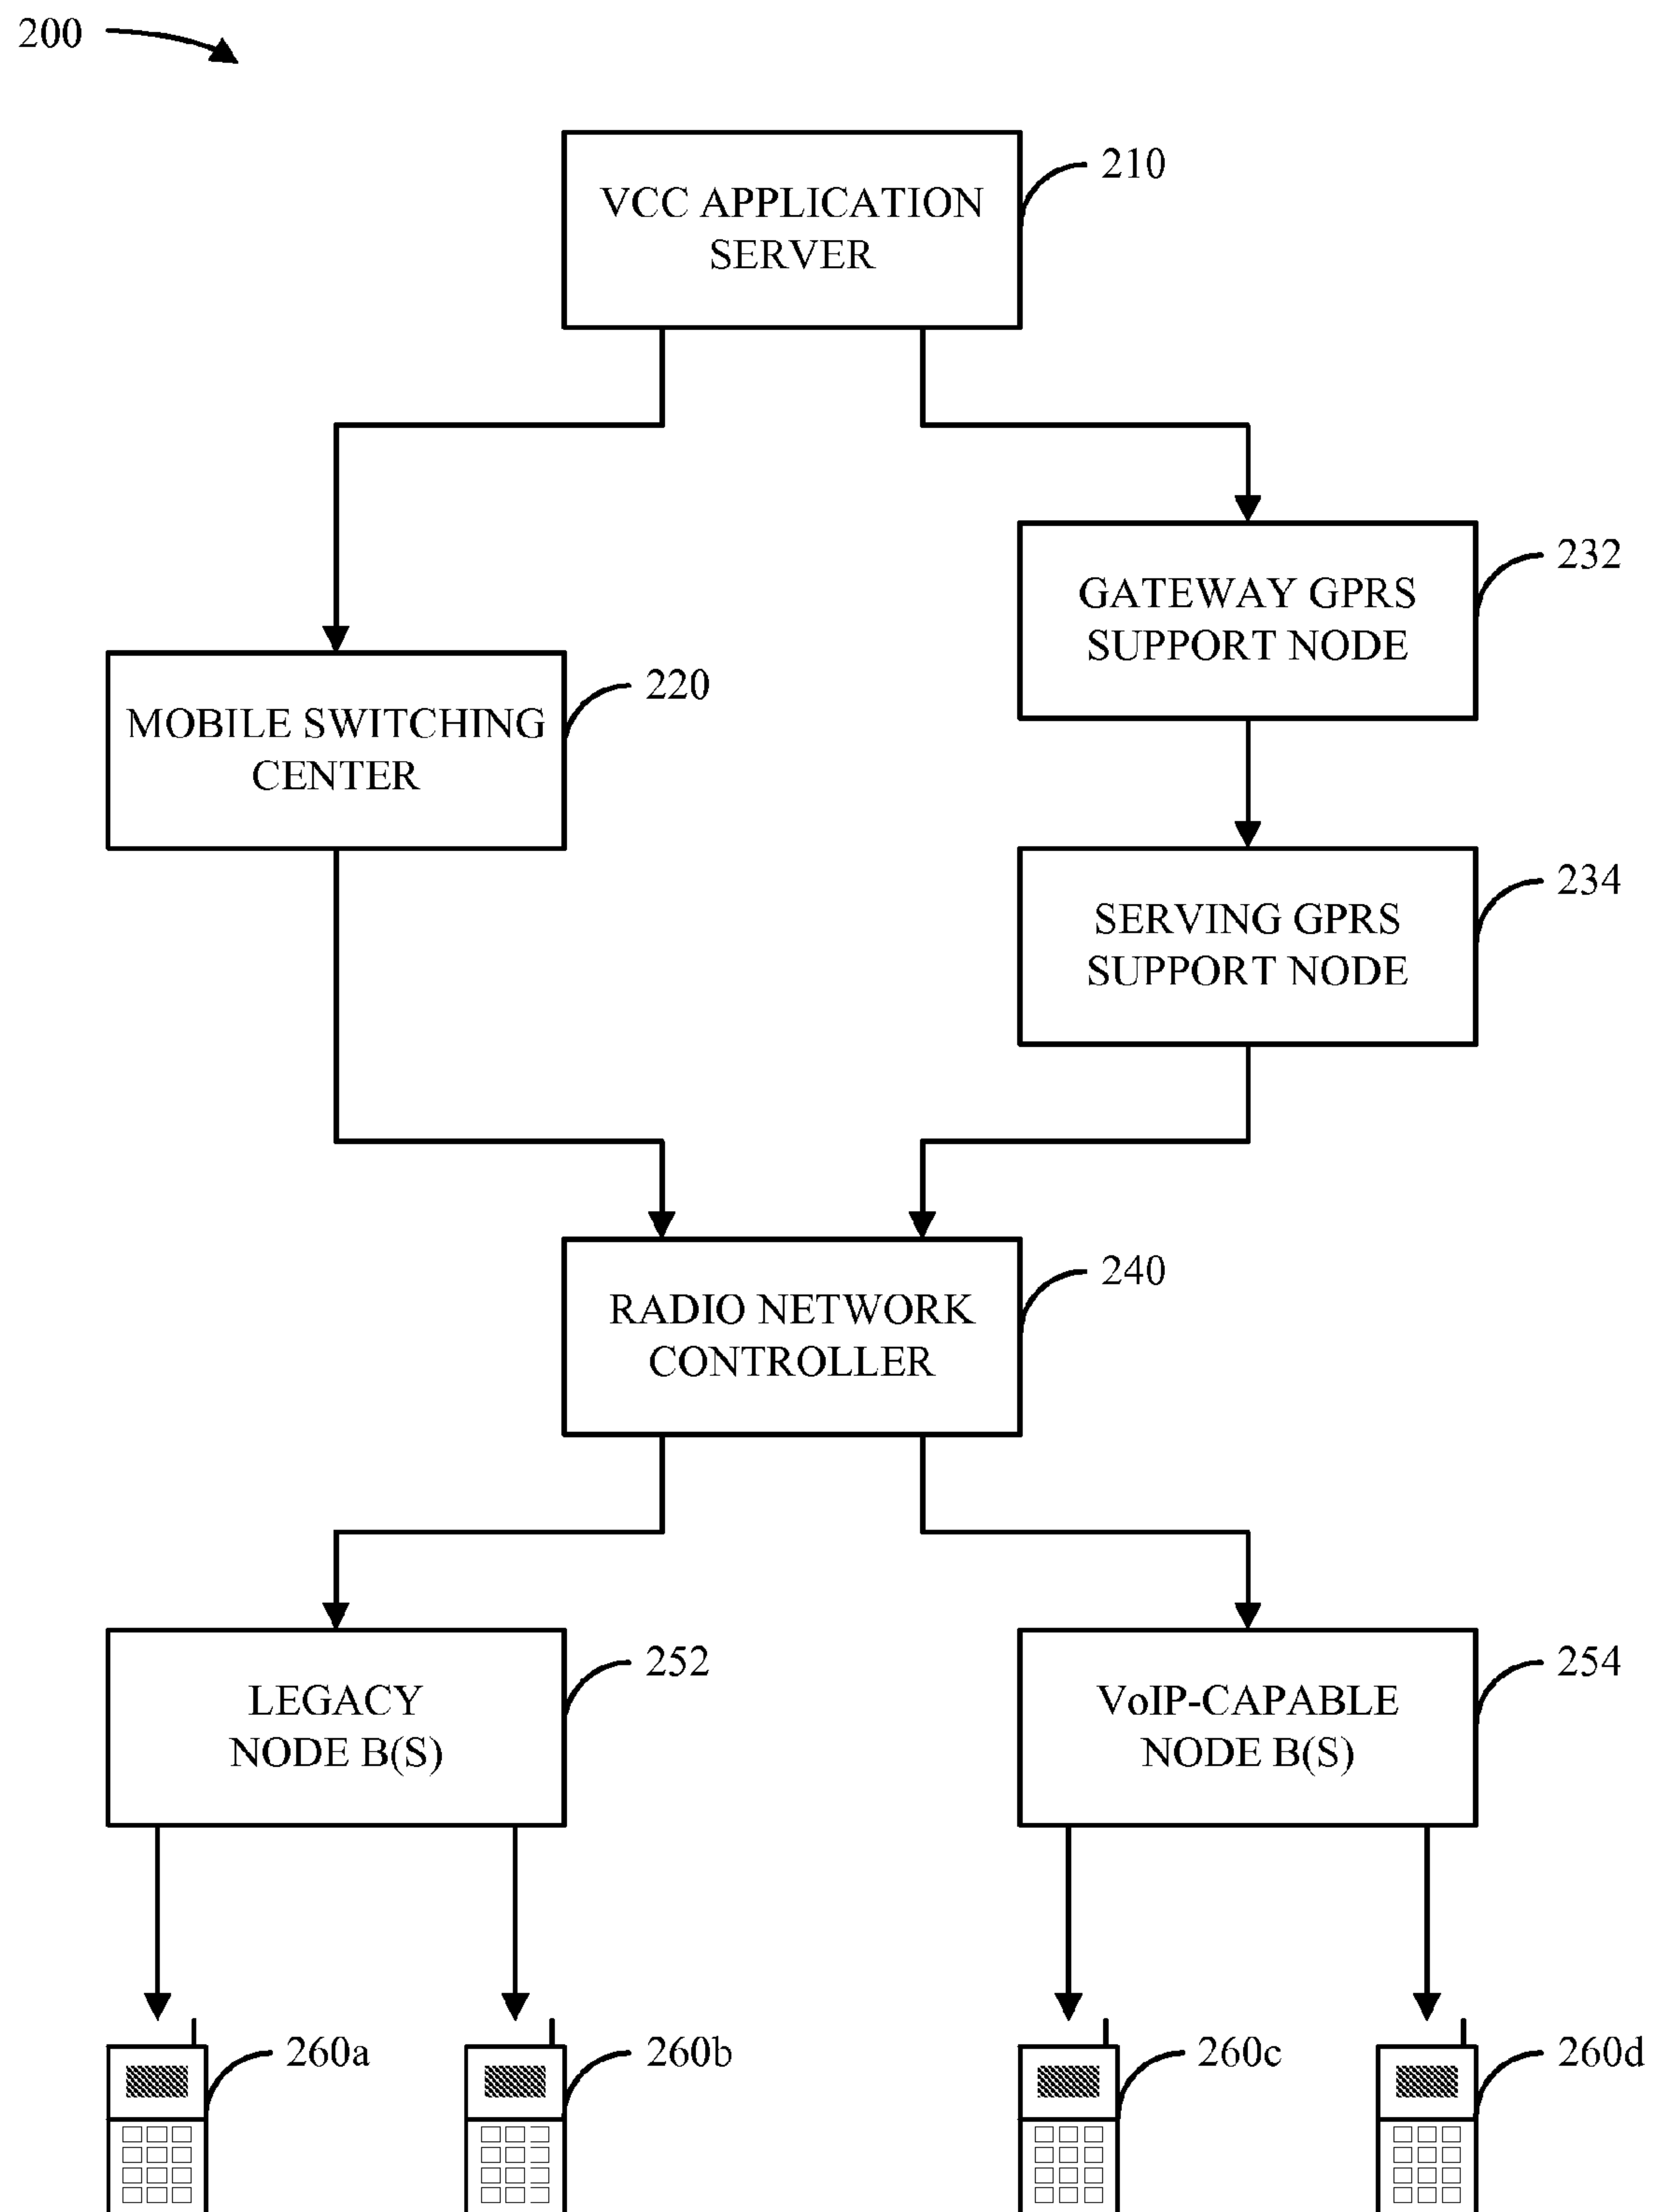 200
VCC APPLICATION
SERVER
210
GATEWAY GPRS
SUPPORT NODE
232
MOBILE SWITCHING
CENTER
220
SERVING GPRS
SUPPORT NODE
234
RADIO NETWORK
CONTROLLER
240
LEGACY
NODE B(S)
252
VoIP-CAPABLE
NODE B(S)
254
260a
260b
260c
260d